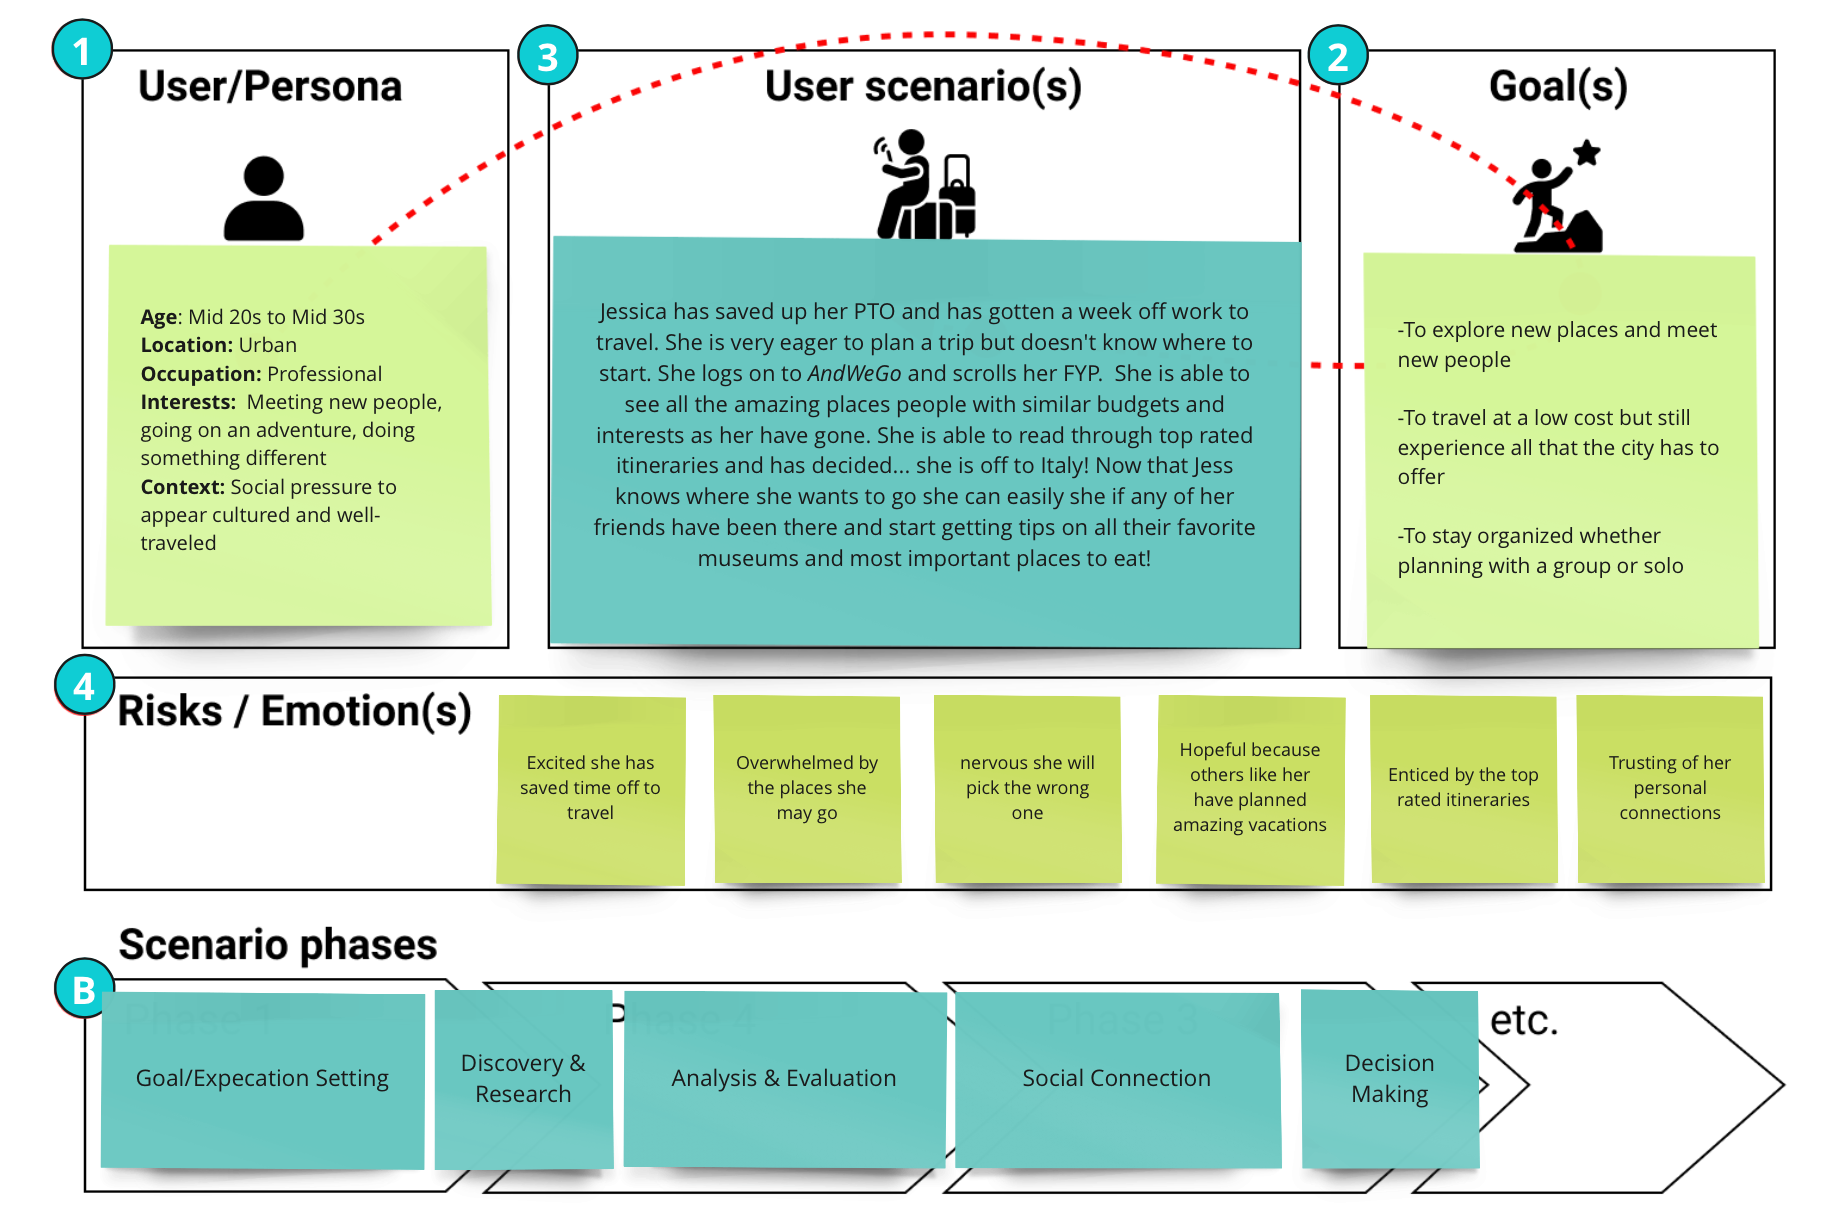 1
User/Persona
Age: Mid 20s to Mid 30s
Location: Urban
Occupation: Professional
Interests:  Meeting new people,
going on an adventure, doing
something different
Context: Social pressure to
appear cultured and well-
traveled
3
User scenario(s)
Jessica has saved up her PTO and has gotten a week off work to
travel. She is very eager to plan a trip but doesn't know where to
start. She logs on to AndWeGo and scrolls her FYP.  She is able to
see all the amazing places people with similar budgets and
interests as her have gone. She is able to read through top rated
itineraries and has decided... she is off to Italy! Now that Jess
knows where she wants to go she can easily she if any of her
friends have been there and start getting tips on all their favorite
museums and most important places to eat!
2
Goal(s)
-To explore new places and meet
new people
-To travel at a low cost but still
experience all that the city has to
offer
-To stay organized whether
planning with a group or solo
4
Risks / Emotion(s)
Excited she has
saved time off to
travel
Overwhelmed by
the places she
may go
nervous she will
pick the wrong
one
Hopeful because
others like her
have planned
amazing vacations
Enticed by the top
rated itineraries
Trusting of her
personal
connections
Scenario phases
B
Phase 1
Goal/Expecation Setting
Discovery &
Research
Phase 4
Analysis & Evaluation
Phase 3
Social Connection
Decision
Making
etc.